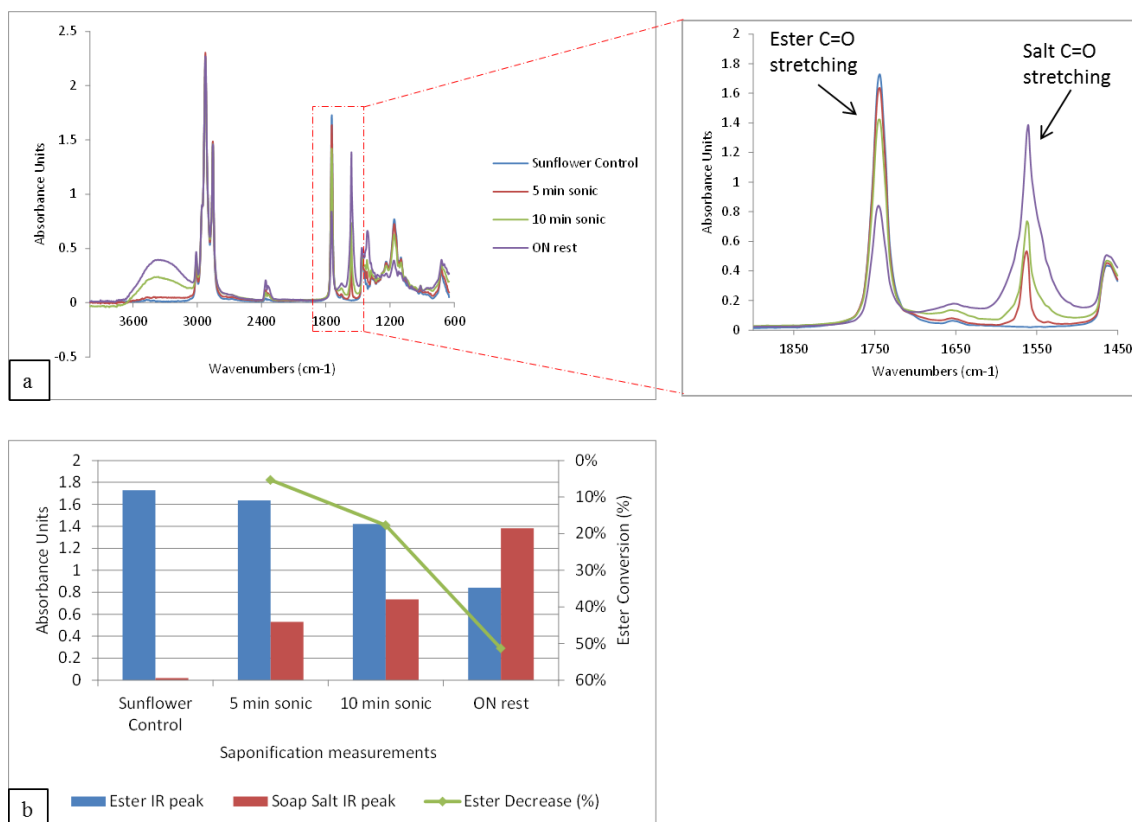 2.5
2
1.5
1
0.5
0
-0.5
Absorbance Units
3600 3000 2400 1800 1200 600
Wavenumbers (cm-1)
Sunflower Control
5 min sonic
10 min sonic
ON rest
a
2
1.8
1.6
1.4
1.2
1
0.8
0.6
0.4
0.2
0
Absorbance Units
Ester C=O
stretching
Salt C=O
stretching
1850 1750 1650 1550 1450
Wavenumbers (cm-1)
2
1.8
1.6
1.4
1.2
1
0.8
0.6
0.4
0.2
0
Absorbance Units
0%
10%
20%
30%
40%
50%
60%
Ester Conversion (%)
Sunflower
Control
5 min sonic
10 min sonic
ON rest
Saponification measurements
Ester IR peak
Soap Salt IR peak
Ester Decrease (%)
b